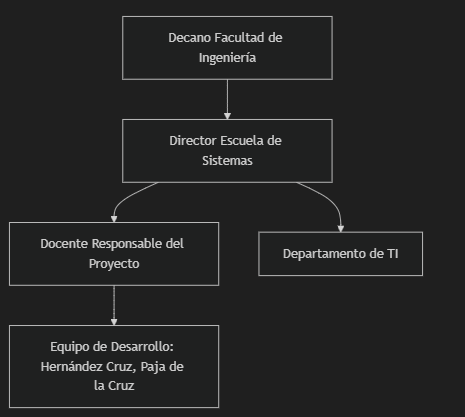 Decano Facultad de
Ingeniería
Director Escuela de
Sistemas
Docente Responsable del
Proyecto
Departamento de TI
Equipo de Desarrollo:
Hernández Cruz, Paja de
la Cruz